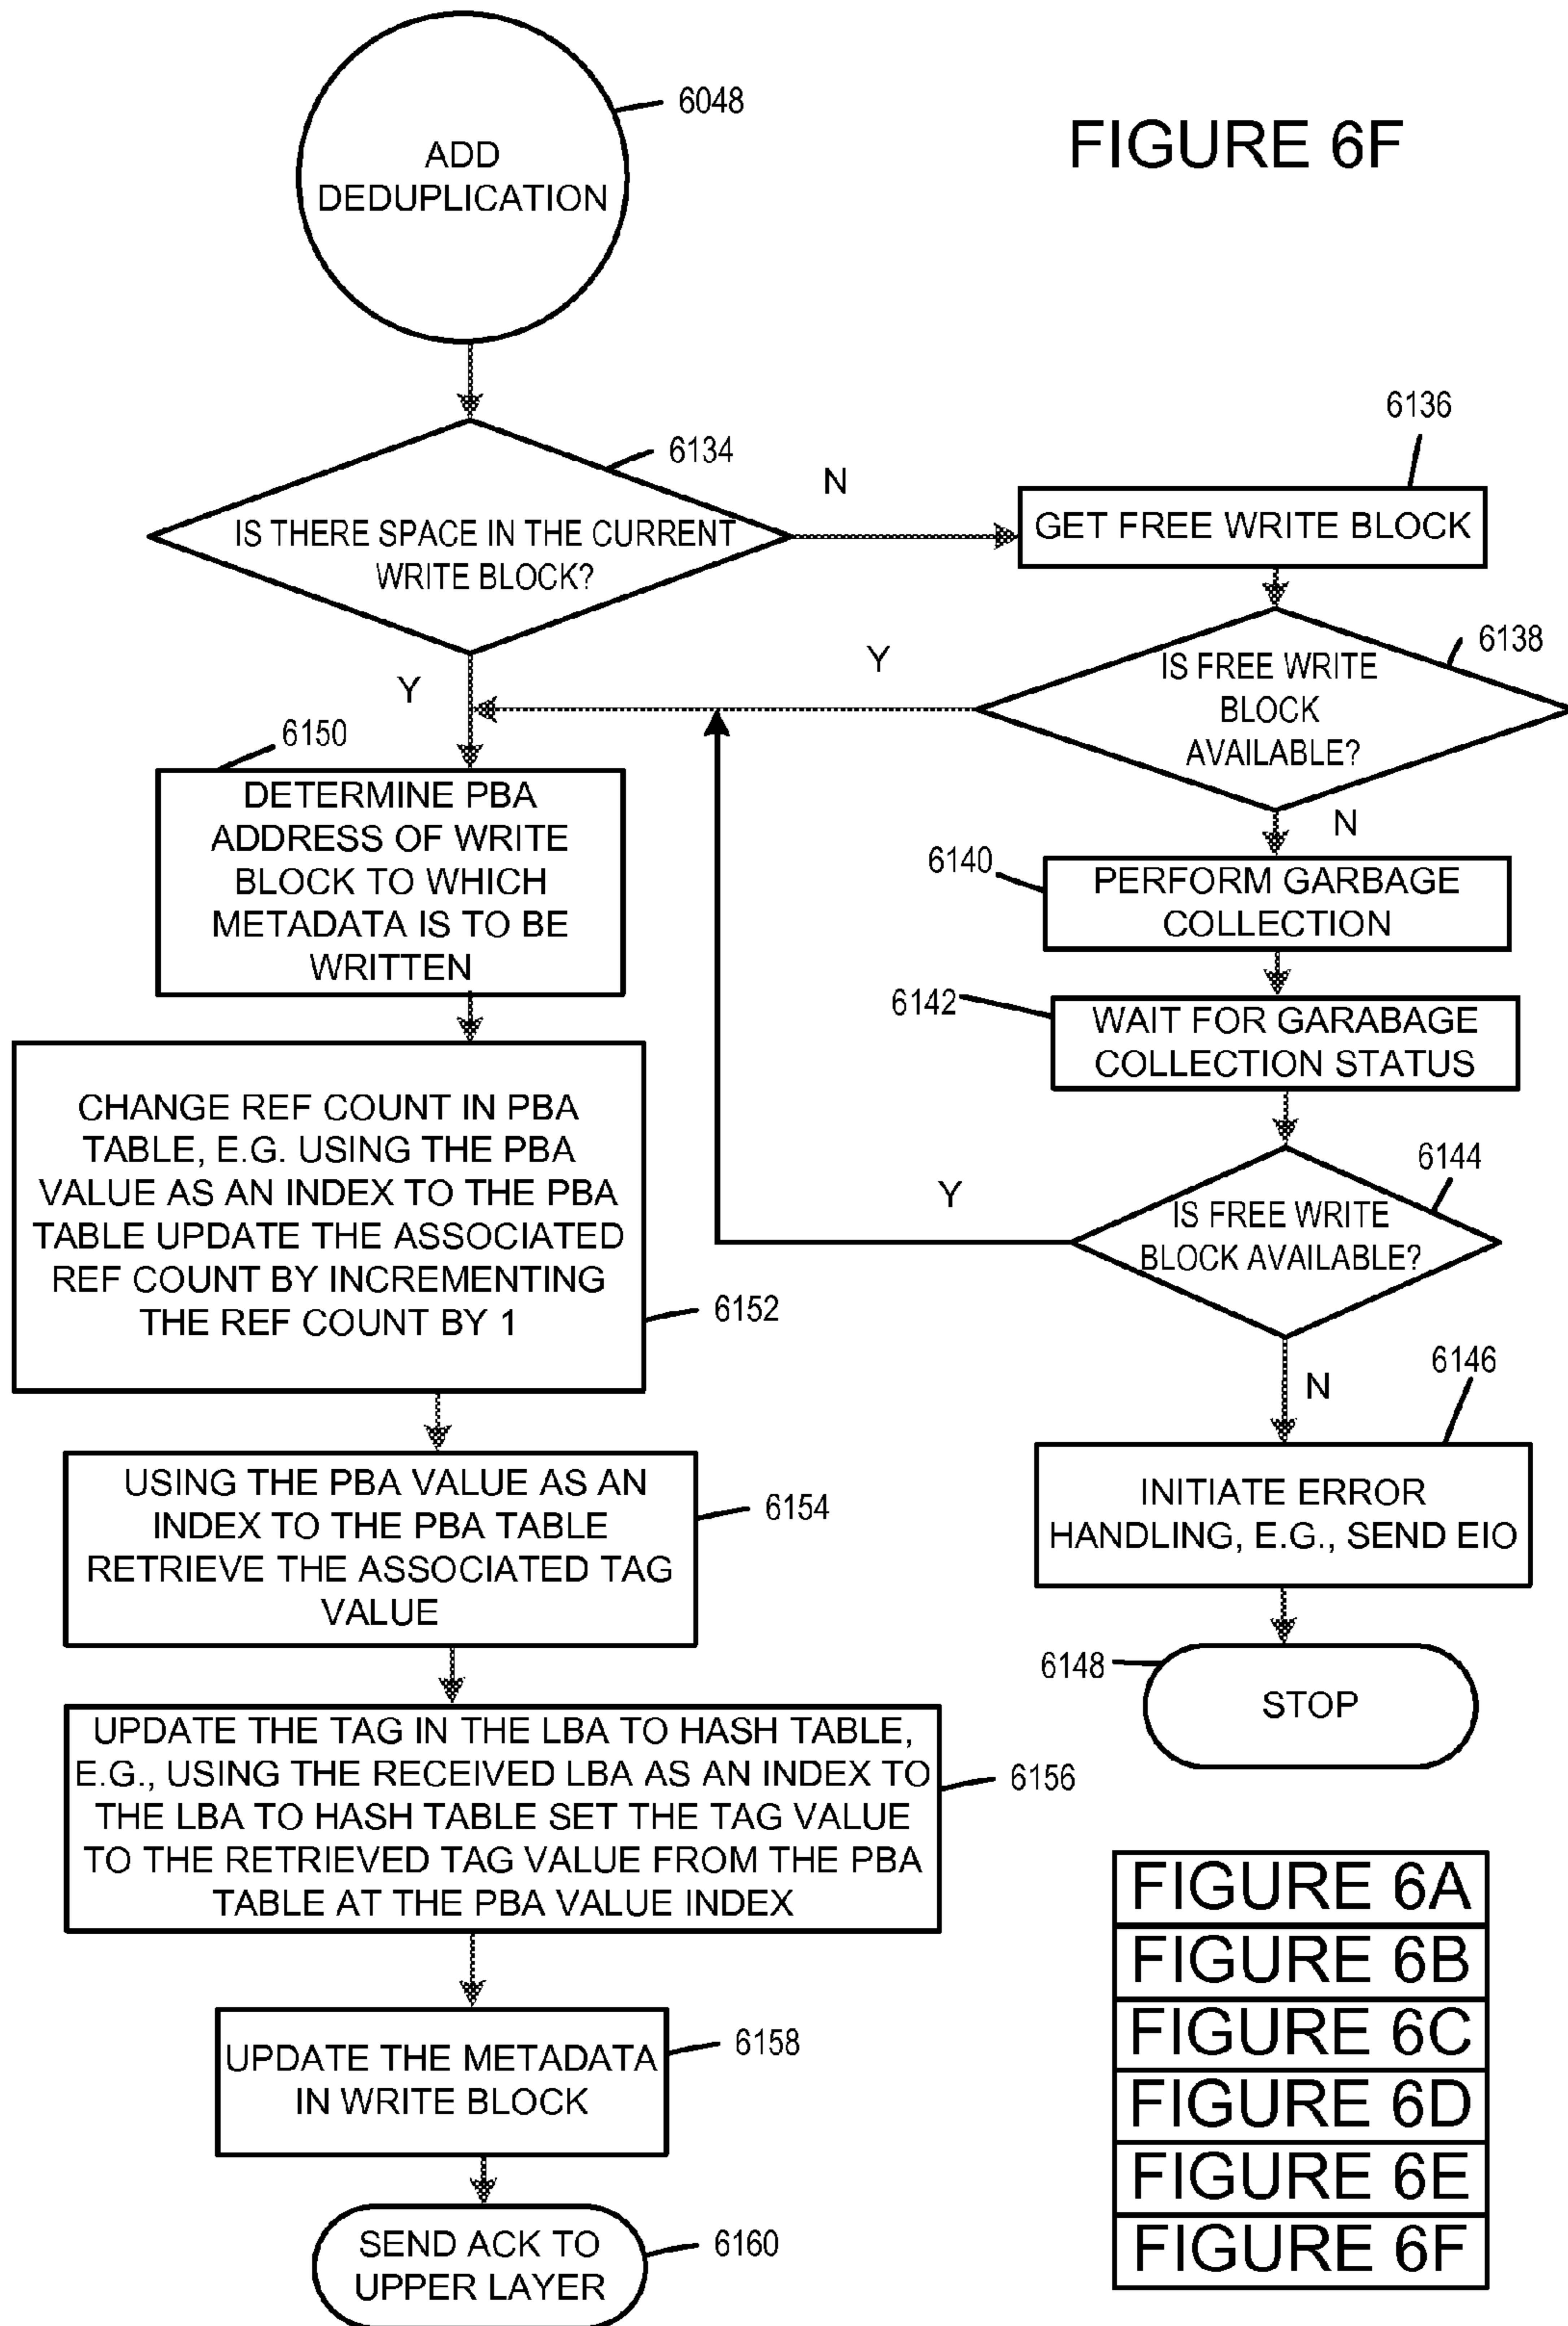 FIGURE 6F
ADD
DEDUPLICATION
6048
IS THERE SPACE IN THE CURRENT
WRITE BLOCK?
6134
N
Y
6136
GET FREE WRITE BLOCK
6138
IS FREE WRITE
BLOCK
AVAILABLE?
Y
N
6140
PERFORM GARBAGE
COLLECTION
6142
WAIT FOR GARABAGE
COLLECTION STATUS
6144
IS FREE WRITE
BLOCK AVAILABLE?
Y
N
6146
INITIATE ERROR
HANDLING, E.G., SEND EIO
6148
STOP
6150
DETERMINE PBA
ADDRESS OF WRITE
BLOCK TO WHICH
METADATA IS TO BE
WRITTEN
CHANGE REF COUNT IN PBA
TABLE, E.G. USING THE PBA
VALUE AS AN INDEX TO THE PBA
TABLE UPDATE THE ASSOCIATED
REF COUNT BY INCREMENTING
THE REF COUNT BY 1
6152
USING THE PBA VALUE AS AN
INDEX TO THE PBA TABLE
RETRIEVE THE ASSOCIATED TAG
VALUE
6154
UPDATE THE TAG IN THE LBA TO HASH TABLE,
E.G., USING THE RECEIVED LBA AS AN INDEX TO
THE LBA TO HASH TABLE SET THE TAG VALUE
TO THE RETRIEVED TAG VALUE FROM THE PBA
TABLE AT THE PBA VALUE INDEX
6156
UPDATE THE METADATA
IN WRITE BLOCK
6158
SEND ACK TO
UPPER LAYER
6160
FIGURE 6A
FIGURE 6B
FIGURE 6C
FIGURE 6D
FIGURE 6E
FIGURE 6F